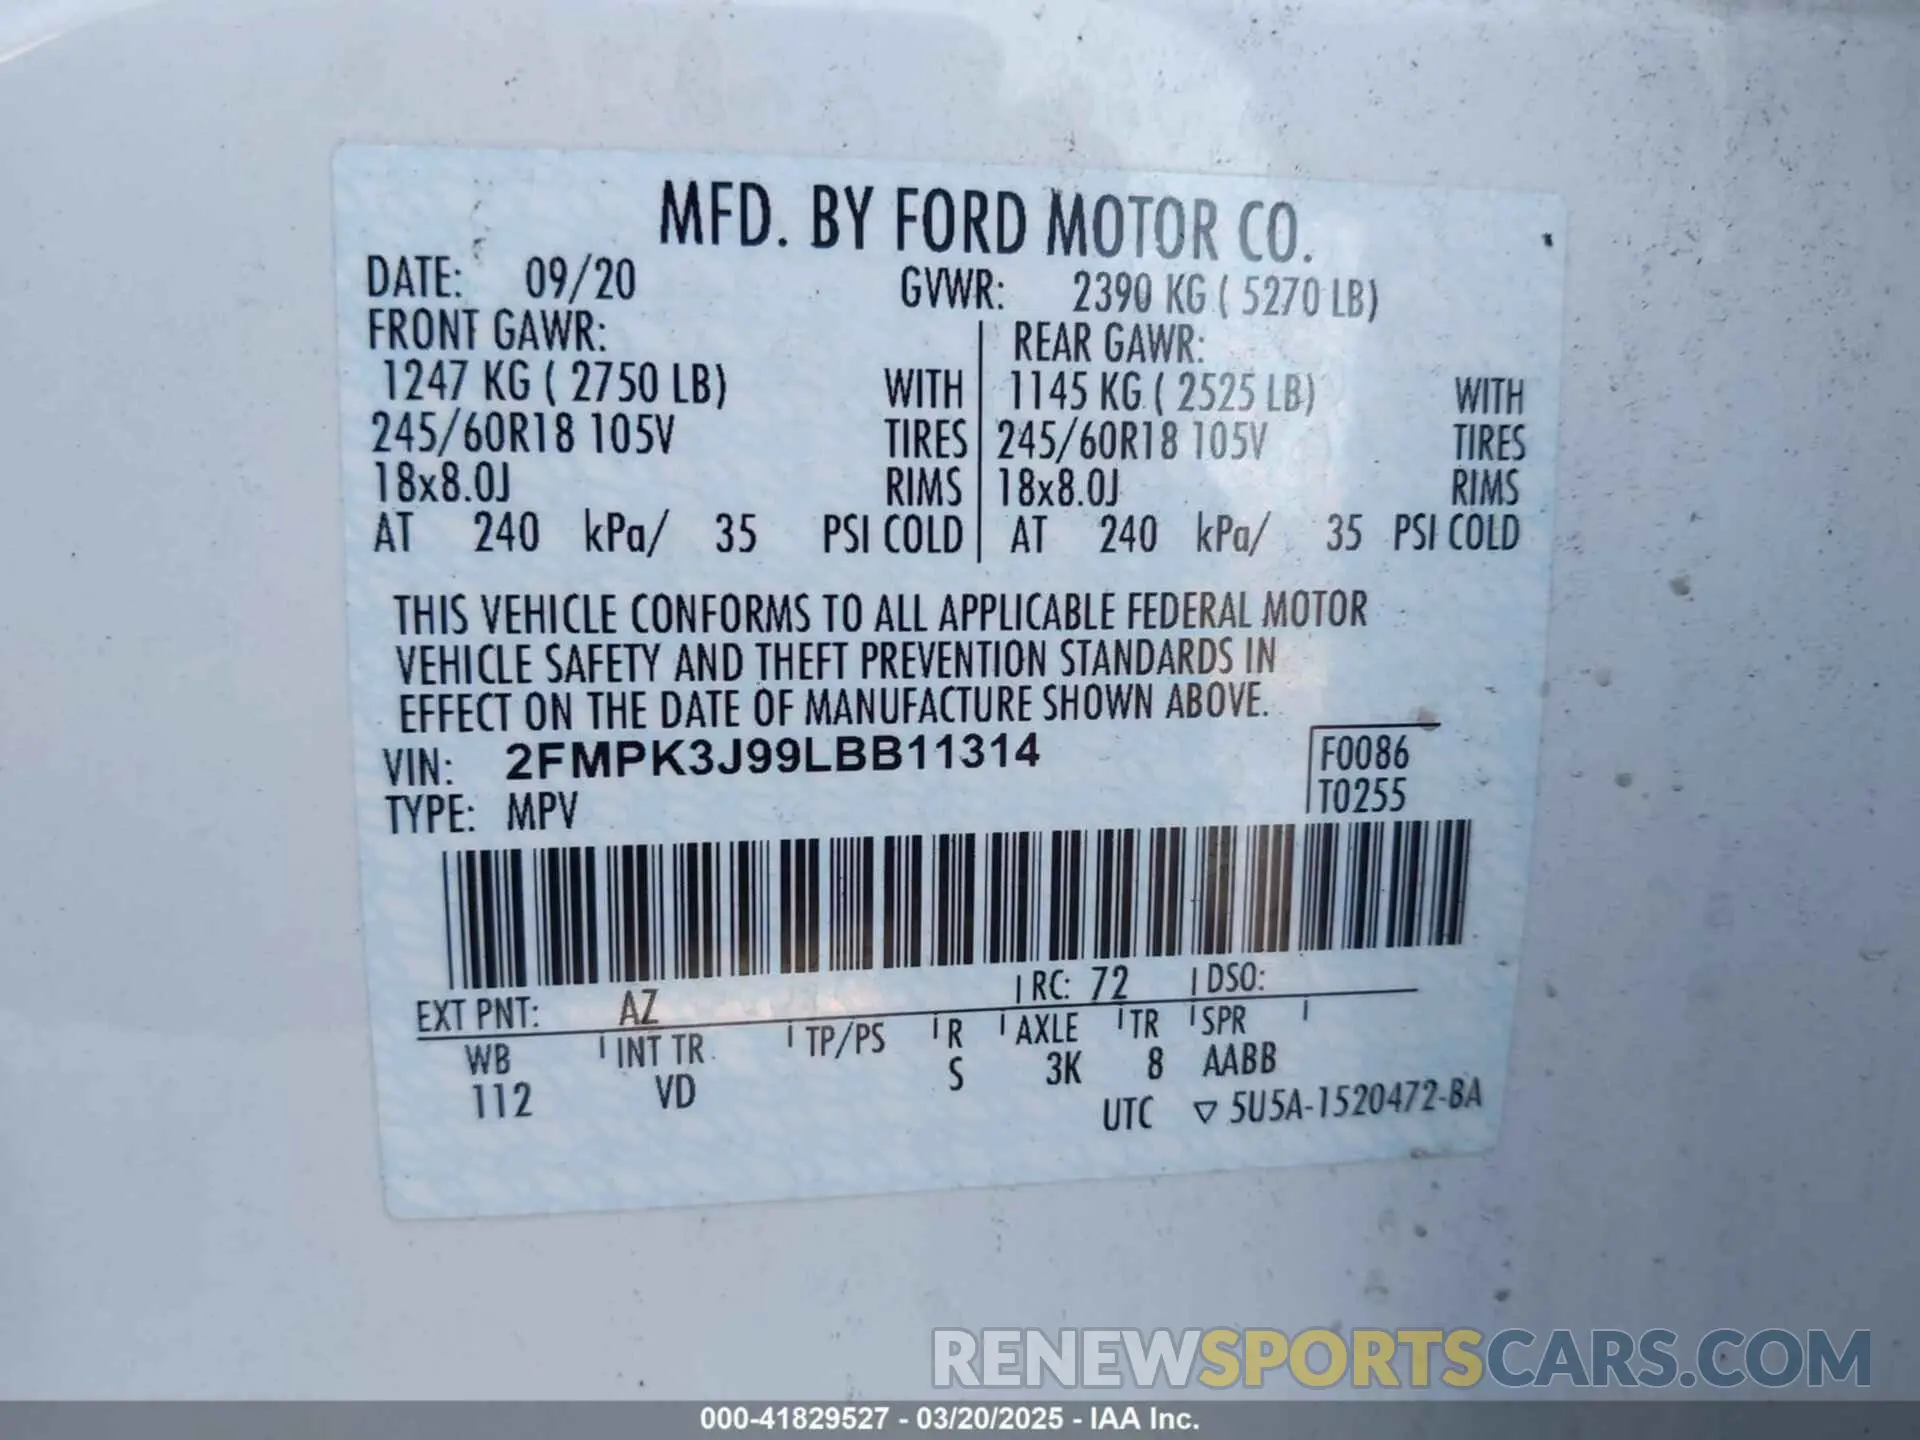 MFD. BY FORD MOTOR CO.
DATE: 09/20 GVWR: 2390 KG ( 5270 LB)
FRONT GAWR: REAR GAWR:
1247 KG ( 2750 LB) WITH 1145 KG ( 2525 LB) WITH
245/60R18 105V TIRES 245/60R18 105V TIRES
18x8.0J RIMS 18x8.0J RIMS
AT 240 kPa/ 35 PSI COLD AT 240 kPa/ 35 PSI COLD
THIS VEHICLE CONFORMS TO ALL APPLICABLE FEDERAL MOTOR
VEHICLE SAFETY AND THEFT PREVENTION STANDARDS IN
EFFECT ON THE DATE OF MANUFACTURE SHOWN ABOVE.
VIN: 2FMPK3J99LBB11314 F0086
TYPE: MPV T0255
EXT PNT: AZ RC: 72 DSO:
WB INT TR TP/PS R AXLE TR SPR
112 VD S 3K 8 AABB
UTC ▽ 5U5A-1520472-BA
RENEWSPORTSCARS.COM
000-41829527 - 03/20/2025 - IAA Inc.